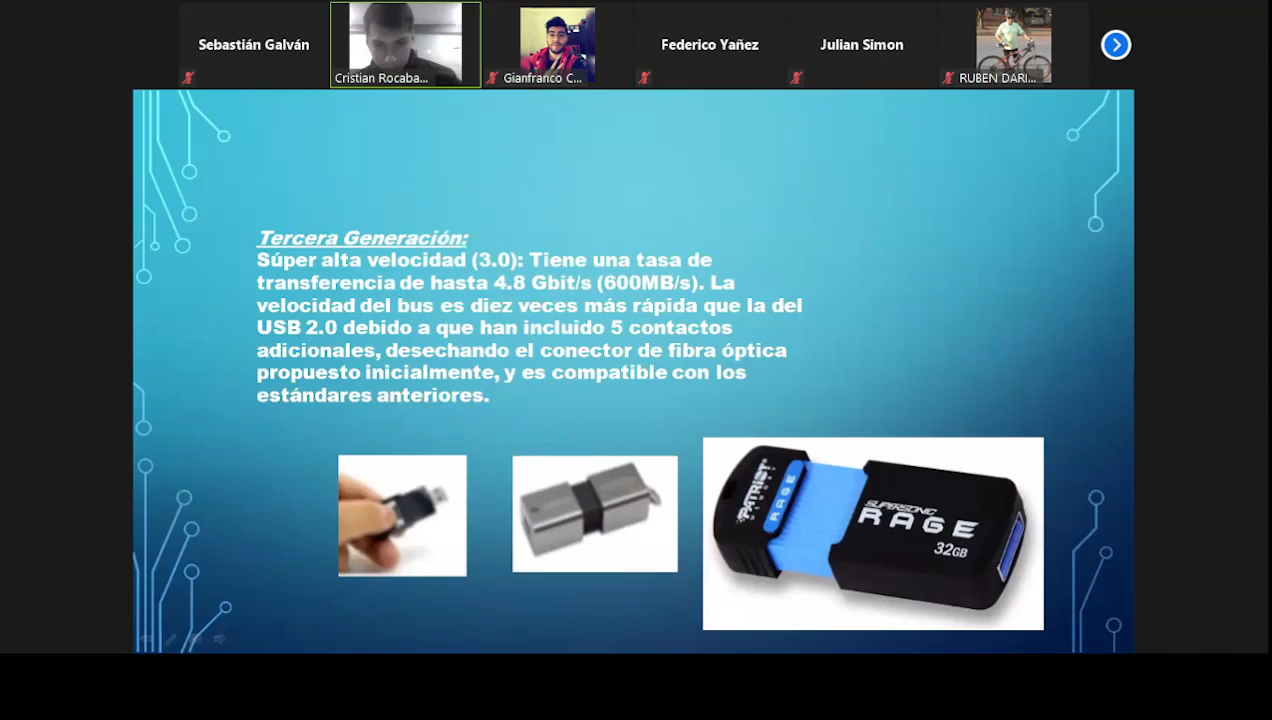 Sebastián Galván
Cristian Rocaba...
Gianfranco C...
Federico Yañez
Julian Simon
RUBEN DARI...
Tercera Generación:
Súper alta velocidad (3.0): Tiene una tasa de
transferencia de hasta 4.8 Gbit/s (600MB/s). La
velocidad del bus es diez veces más rápida que la del
USB 2.0 debido a que han incluido 5 contactos
adicionales, desechando el conector de fibra óptica
propuesto inicialmente, y es compatible con los
estándares anteriores.
PATRIOT
MEMORY
RAGE
SUPERSONIC
RAGE
32GB